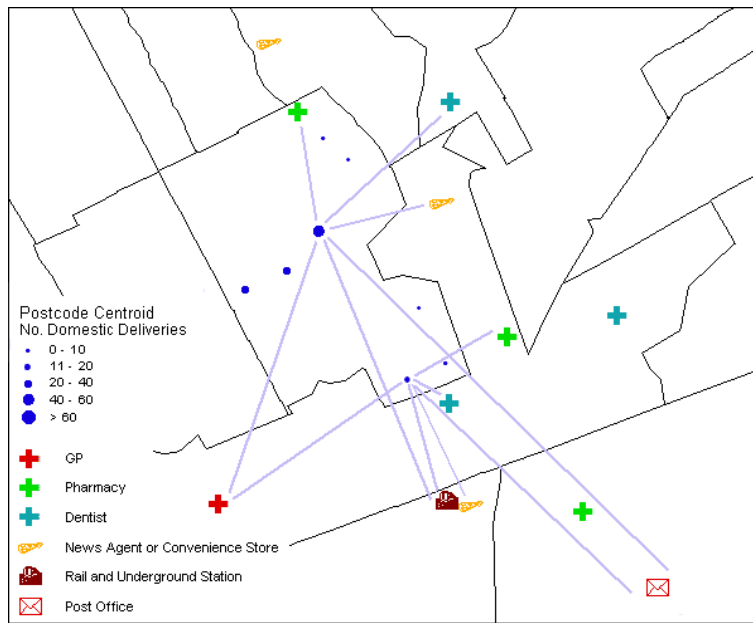 Postcode Centroid
No. Domestic Deliveries
0 - 10
11 - 20
20 - 40
40 - 60
> 60
GP
Pharmacy
Dentist
News Agent or Convenience Store
Rail and Underground Station
Post Office